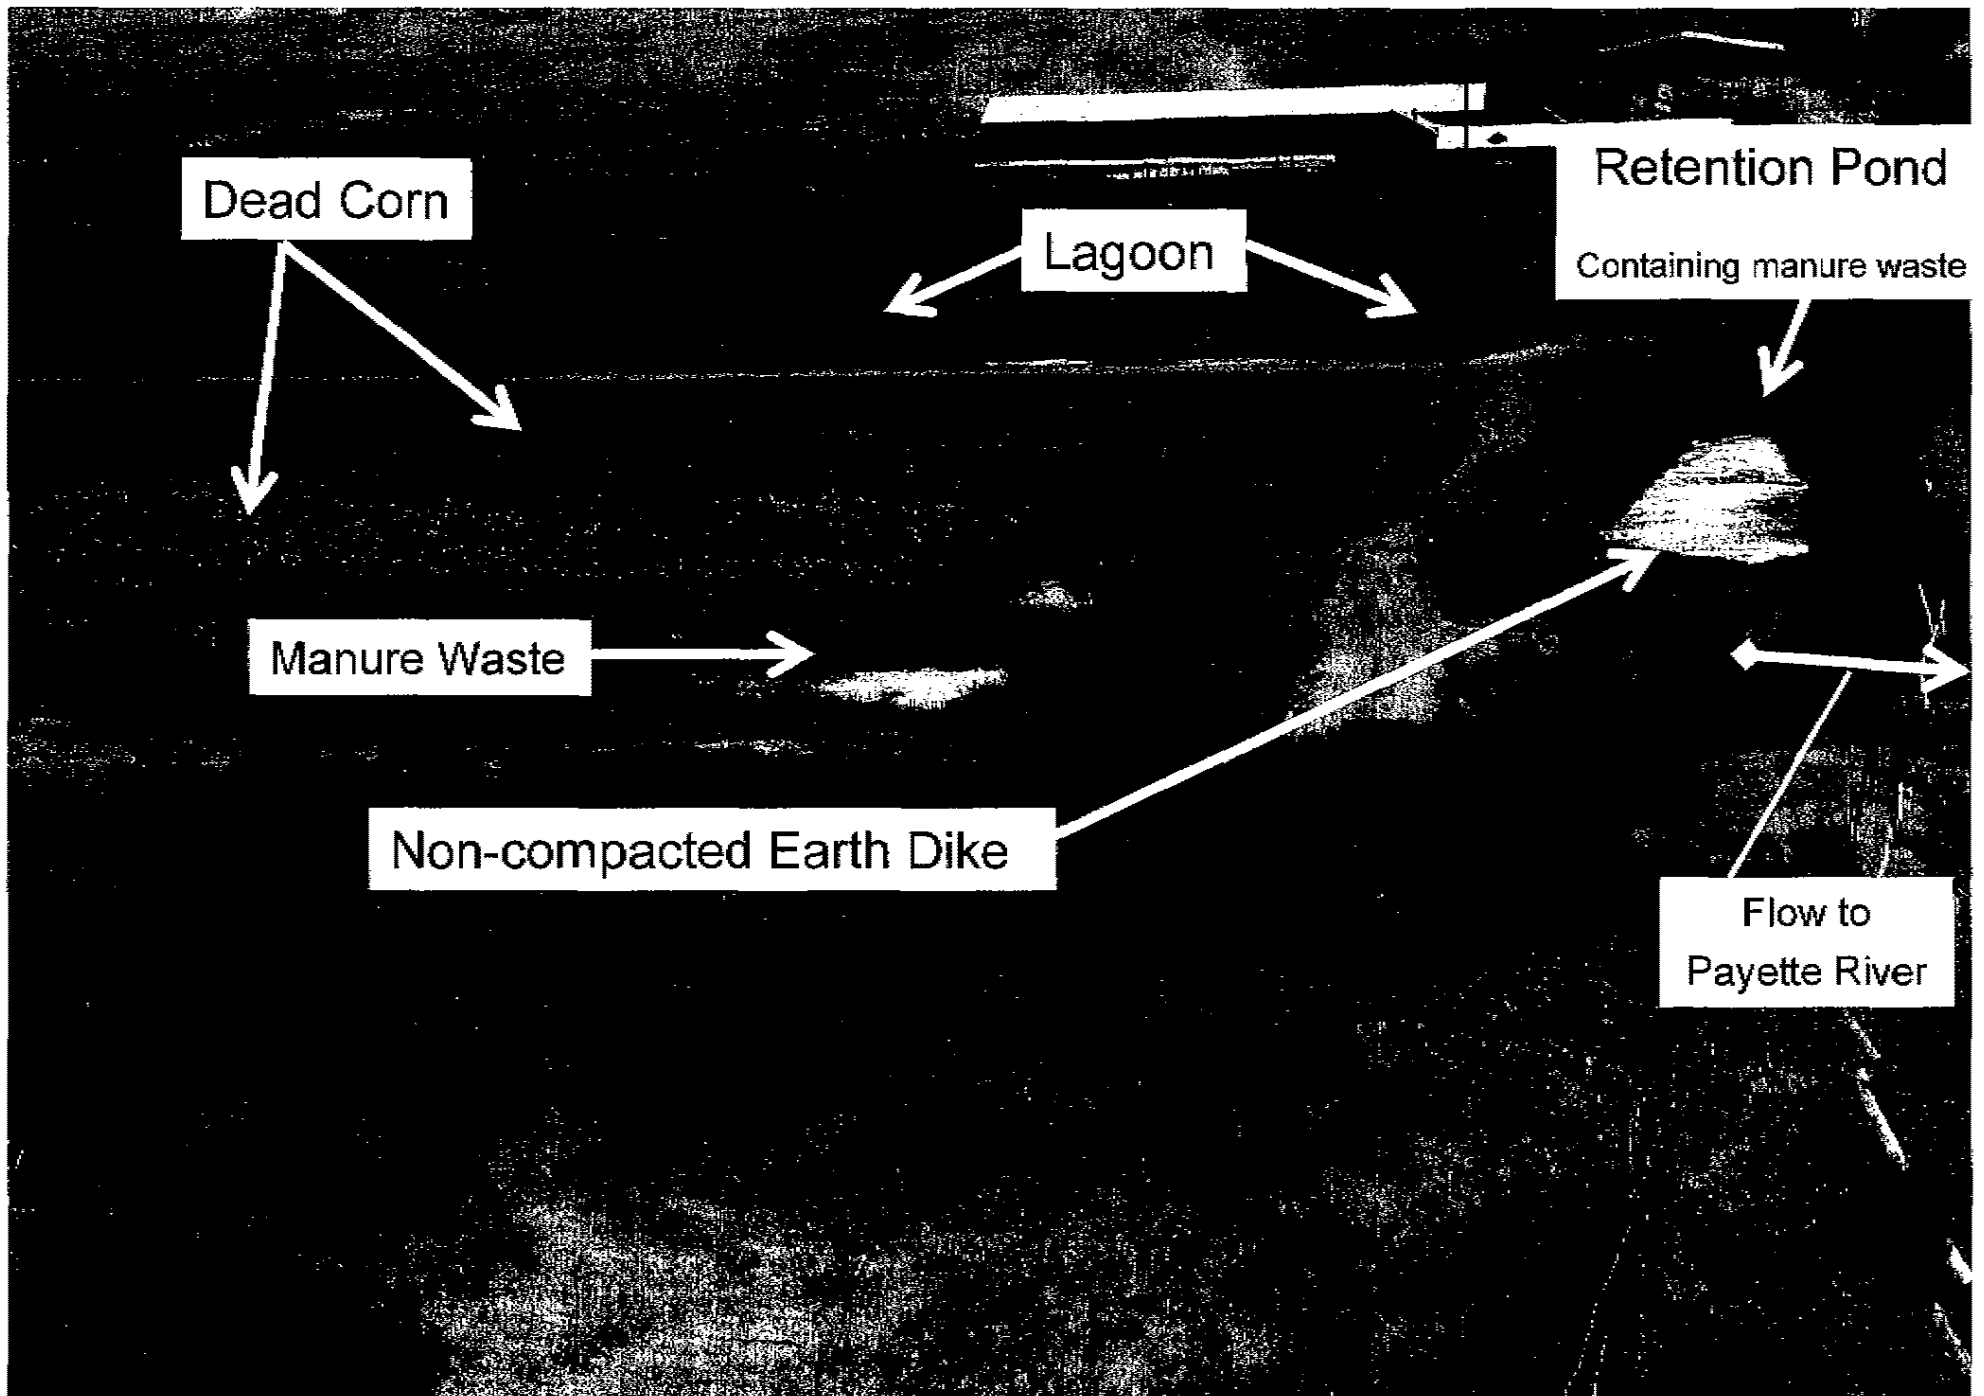 Dead Corn
Lagoon
Retention Pond
Containing manure waste
Manure Waste
Non-compacted Earth Dike
Flow to
Payette River